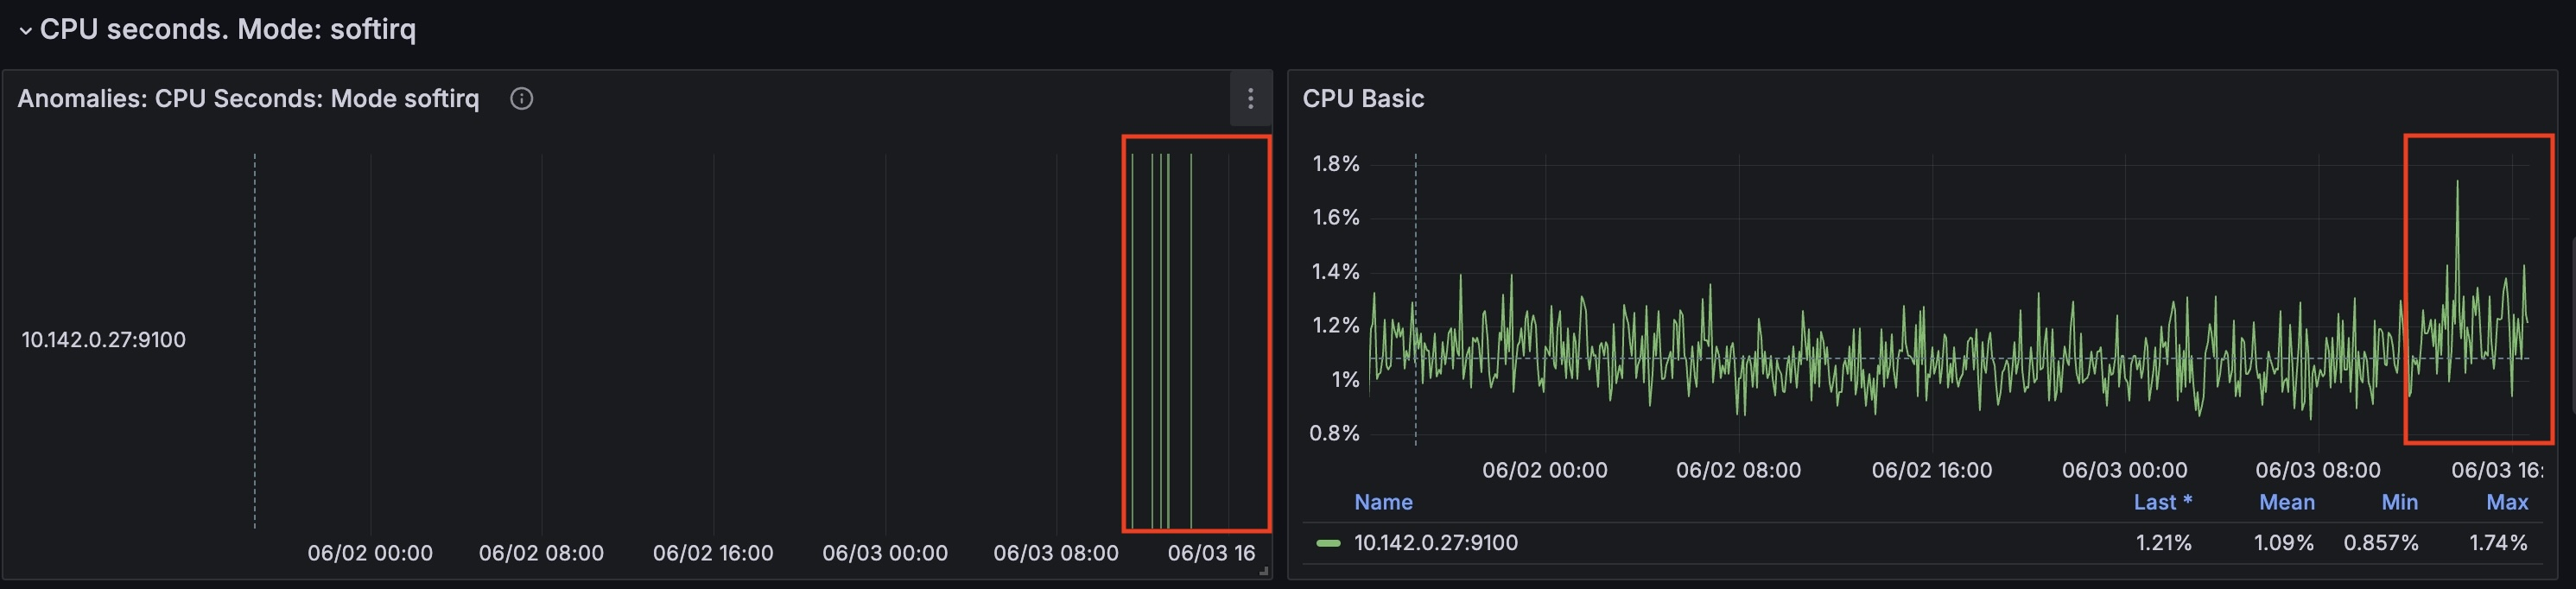 CPU seconds. Mode: softirq
Anomalies: CPU Seconds: Mode softirq
10.142.0.27:9100
06/02 00:00 06/02 08:00 06/02 16:00 06/03 00:00 06/03 08:00 06/03 16
CPU Basic
1.8%
1.6%
1.4%
1.2%
1%
0.8%
06/02 00:00 06/02 08:00 06/02 16:00 06/03 00:00 06/03 08:00 06/03 16:
Name Last * Mean Min Max
10.142.0.27:9100 1.21% 1.09% 0.857% 1.74%